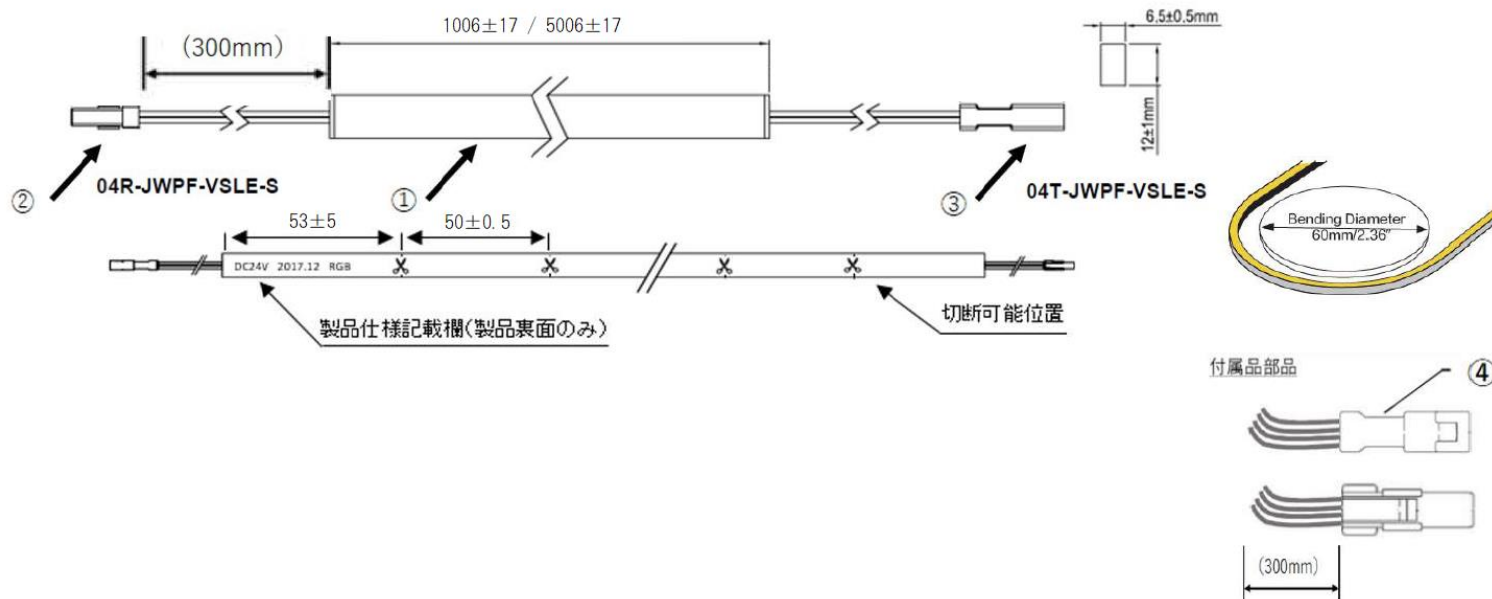 1006±17 / 5006±17
(300mm)
6.5±0.5mm
12±1mm
② 04R-JWPF-VSLE-S
①
③ 04T-JWPF-VSLE-S
53±5
50±0.5
DC24V 2017.12 RGB
製品仕様記載欄(製品裏面のみ)
切断可能位置
Bending Diameter
60mm/2.36"
付属品部品
④
(300mm)